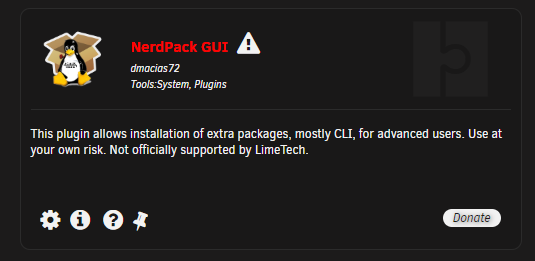 NerdPack GUI
dmacias72
Tools:System, Plugins
This plugin allows installation of extra packages, mostly CLI, for advanced users. Use at
your own risk. Not officially supported by LimeTech.
Donate